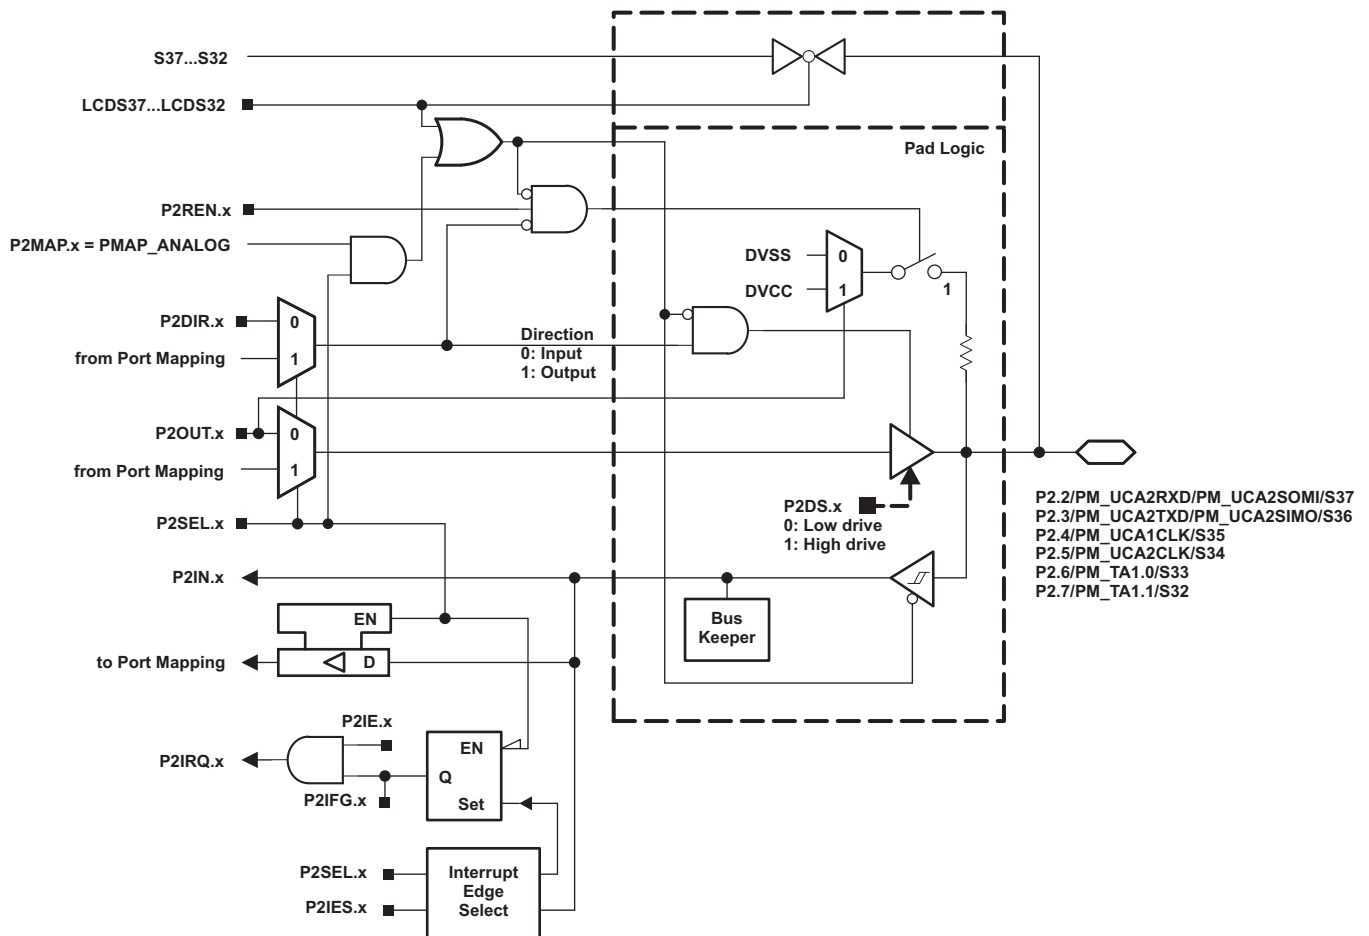 S37...S32
LCDS37...LCDS32
Pad Logic
P2REN.x
P2MAP.x = PMAP_ANALOG
DVSS
0
DVCC
1
1
P2DIR.x
0
from Port Mapping
1
Direction
0: Input
1: Output
P2OUT.x
0
from Port Mapping
1
P2SEL.x
P2DS.x
0: Low drive
1: High drive
P2.2/PM_UCA2RXD/PM_UCA2SOMI/S37
P2.3/PM_UCA2TXD/PM_UCA2SIMO/S36
P2.4/PM_UCA1CLK/S35
P2.5/PM_UCA2CLK/S34
P2.6/PM_TA1.0/S33
P2.7/PM_TA1.1/S32
P2IN.x
Bus
Keeper
EN
to Port Mapping
D
P2IE.x
EN
P2IRQ.x
Q
P2IFG.x
Set
P2SEL.x
P2IES.x
Interrupt
Edge
Select